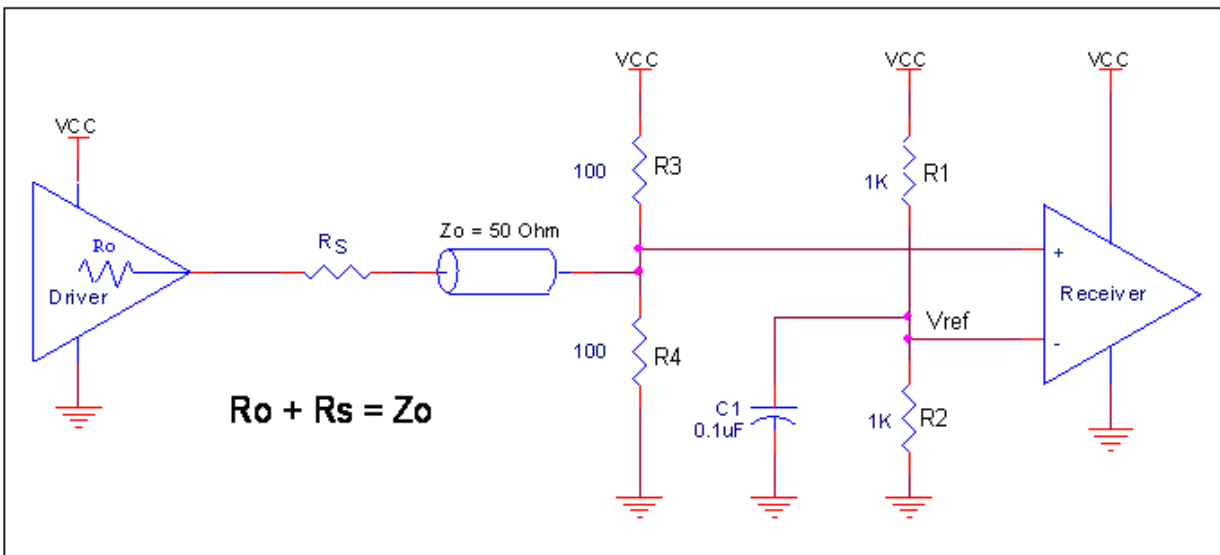 VCC
VCC
VCC
VCC
Ro
Driver
RS
Zo = 50 Ohm
100
R3
1K
R1
+
Receiver
-
Vref
100
R4
C1
0.1uF
1K
R2
Ro + Rs = Zo